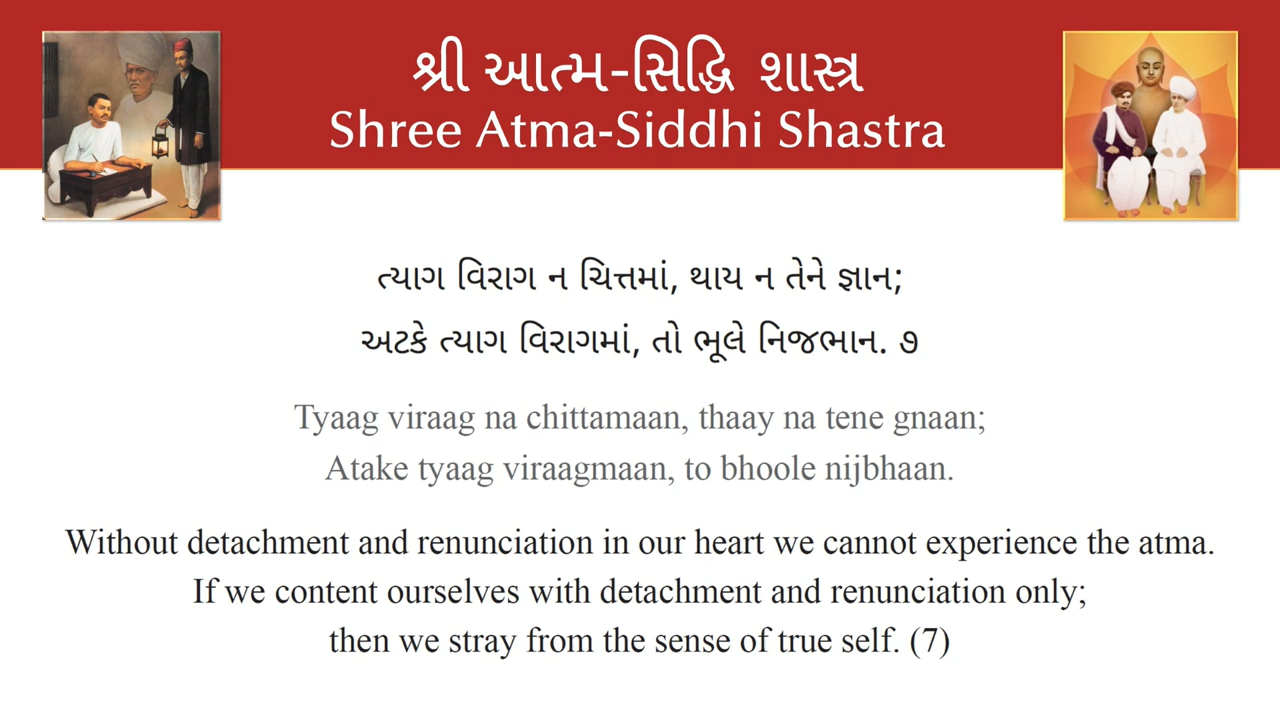 શ્રી આત્મ-સિદ્ધિ શાસ્ત્ર
Shree Atma-Siddhi Shastra
ત્યાગ વિરાગ ન ચિત્તમાં, થાય ન તેને જ્ઞાન;
અટકે ત્યાગ વિરાગમાં, તો ભૂલે નિજભાન. ૭
Tyaag viraag na chittamaan, thaay na tene gnaan;
Atake tyaag viraagmaan, to bhoole nijbhaan.
Without detachment and renunciation in our heart we cannot experience the atma.
If we content ourselves with detachment and renunciation only;
then we stray from the sense of true self. (7)